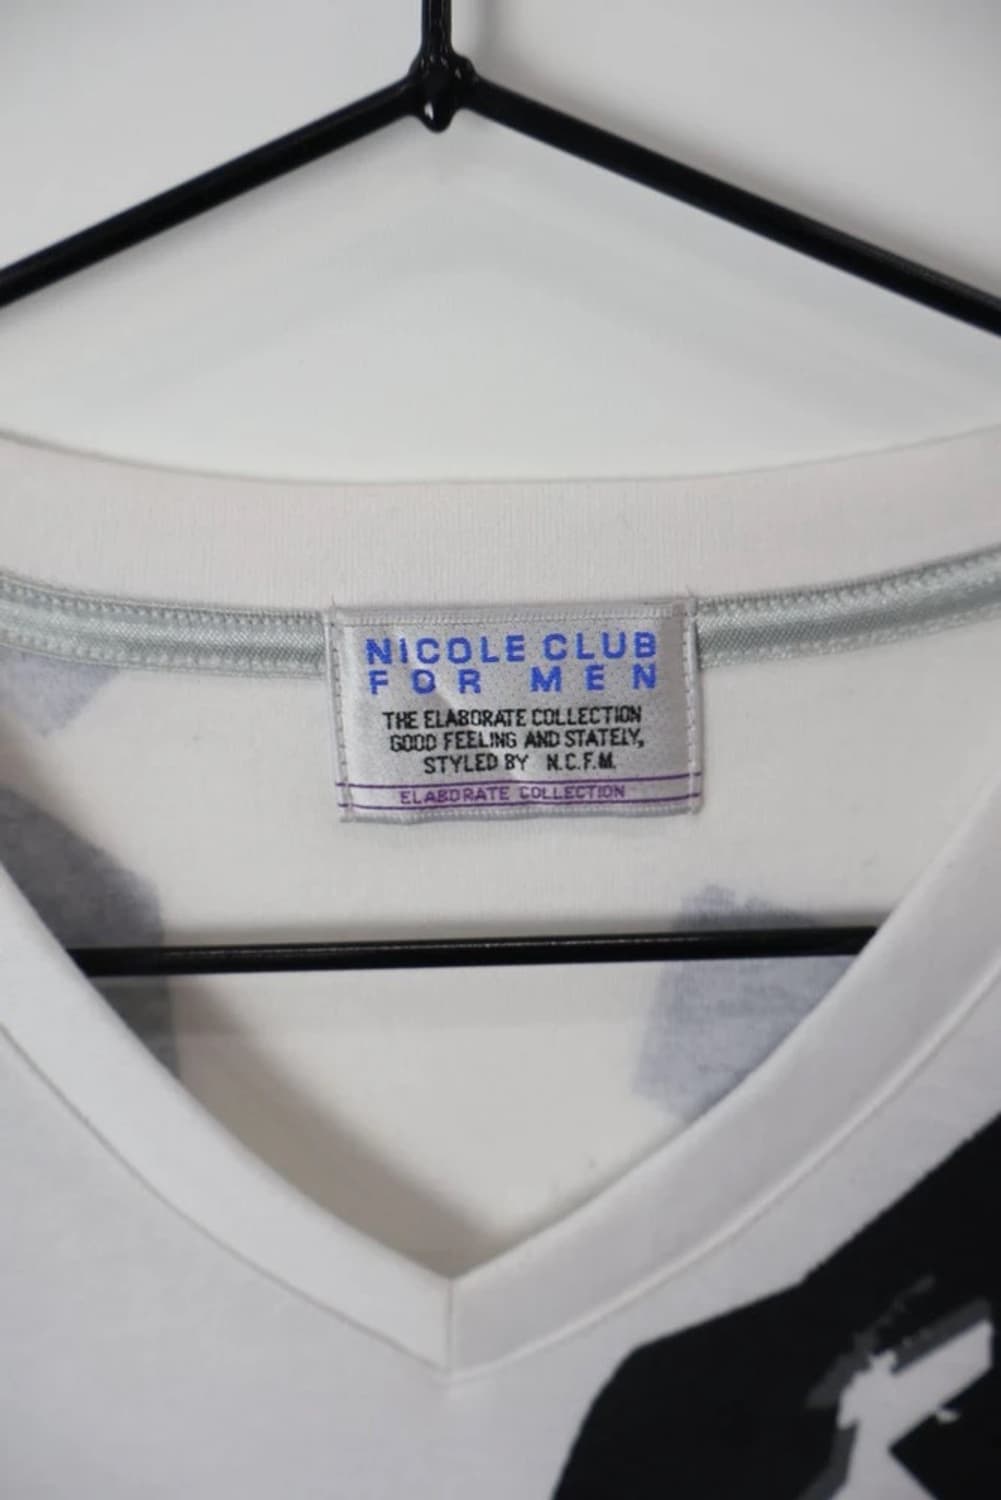 NICOLE CLUB
FOR MEN
THE ELABORATE COLLECTION
GOOD FEELING AND STATELY,
STYLED BY N.C.F.M.
ELABORATE COLLECTION